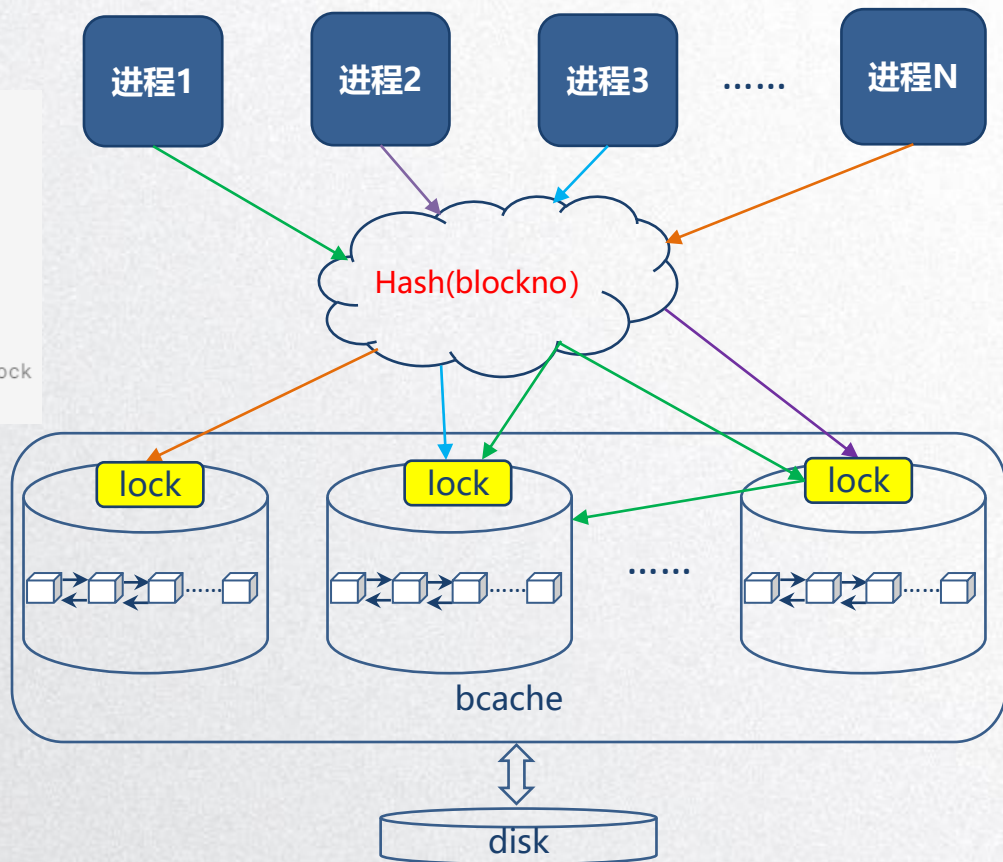 进程1
进程2
进程3
……
进程N
Hash(blockno)
ock
lock
lock
lock
……
……
……
……
bcache
disk